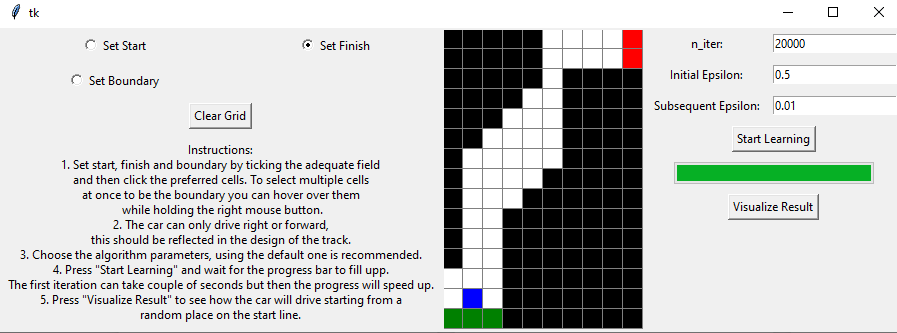 tk
Set Start
Set Finish
Set Boundary
Clear Grid
Instructions:
1. Set start, finish and boundary by ticking the adequate field
and then click the preferred cells. To select multiple cells
at once to be the boundary you can hover over them
while holding the right mouse button.
2. The car can only drive right or forward,
this should be reflected in the design of the track.
3. Choose the algorithm parameters, using the default one is recommended.
4. Press "Start Learning" and wait for the progress bar to fill upp.
The first iteration can take couple of seconds but then the progress will speed up.
5. Press "Visualize Result" to see how the car will drive starting from a
random place on the start line.
n_iter: 20000
Initial Epsilon: 0.5
Subsequent Epsilon: 0.01
Start Learning
Visualize Result